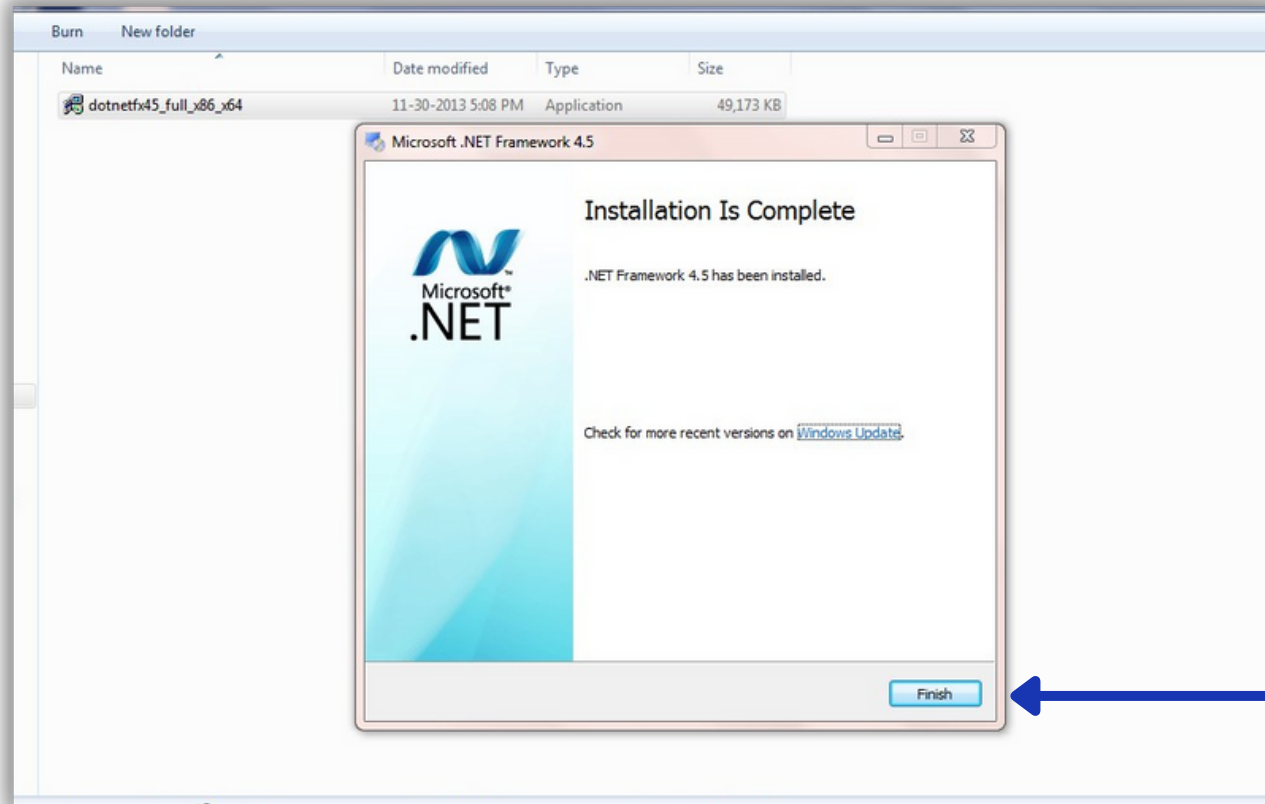 Burn New folder
Name Date modified Type Size
dotnetfx45_full_x86_x64 11-30-2013 5:08 PM Application 49,173 KB
Microsoft .NET Framework 4.5
Installation Is Complete
.NET Framework 4.5 has been installed.
Microsoft®
.NET™
Check for more recent versions on Windows Update.
Finish